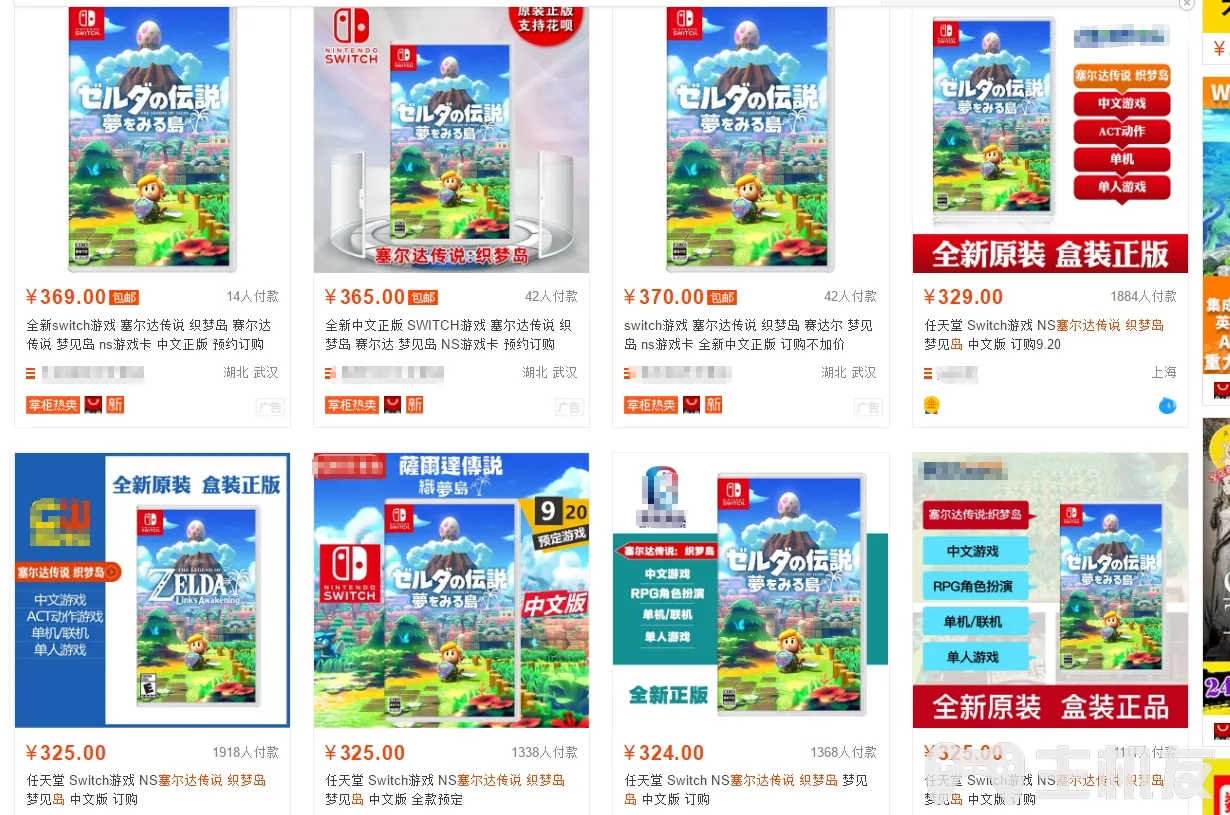 NINTENDO
SWITCH
ゼルダの伝説
夢をみる島
NINTENDO
SWITCH
原装正版
支持花呗
ゼルダの伝説
夢をみる島
塞尔达传说:织梦岛
NINTENDO
SWITCH
ゼルダの伝説
夢をみる島
ゼルダの伝説
夢をみる島
塞尔达传说 织梦岛
中文游戏
ACT动作
单机
单人游戏
全新原装 盒装正版
¥369.00 包邮 14人付款
全新switch游戏 塞尔达传说 织梦岛 赛尔达
传说 梦见岛 ns游戏卡 中文正版 预约订购
湖北 武汉
掌柜热卖 新 广告
¥365.00 包邮 42人付款
全新中文正版 SWITCH游戏 塞尔达传说 织
梦岛 赛尔达 梦见岛 NS游戏卡 预约订购
湖北 武汉
掌柜热卖 新 广告
¥370.00 包邮 42人付款
switch游戏 塞尔达传说 织梦岛 赛达尔 梦见
岛 ns游戏卡 全新中文正版 订购不加价
湖北 武汉
掌柜热卖 新 广告
¥329.00 1884人付款
任天堂 Switch游戏 NS塞尔达传说 织梦岛
梦见岛 中文版 订购9.20
上海
金
全新原装 盒装正版
塞尔达传说 织梦岛
中文游戏
ACT动作游戏
单机/联机
单人游戏
THE LEGEND OF
ZELDA
Link's Awakening
E
薩爾達傳説
織夢島
9 20
预定游戏
NINTENDO
SWITCH
中文版
ゼルダの伝説
夢をみる島
塞尔达传说：织梦岛
中文游戏
RPG角色扮演
单机/联机
单人游戏
全新正版
ゼルダの伝説
夢をみる島
塞尔达传说:织梦岛
中文游戏
RPG角色扮演
单机/联机
单人游戏
ゼルダの伝説
夢をみる島
全新原装 盒装正品
¥325.00 1918人付款
任天堂 Switch游戏 NS塞尔达传说 织梦岛
梦见岛 中文版 订购
¥325.00 1338人付款
任天堂 Switch游戏 NS塞尔达传说 织梦岛
梦见岛 中文版 全款预定
¥324.00 1368人付款
任天堂 Switch NS塞尔达传说 织梦岛 梦见
岛 中文版 订购
¥325.00
任天堂 Switch游戏 NS塞尔达传说 织梦岛
梦见岛 中文版 订购
主机友
¥
集成
英
重大
24